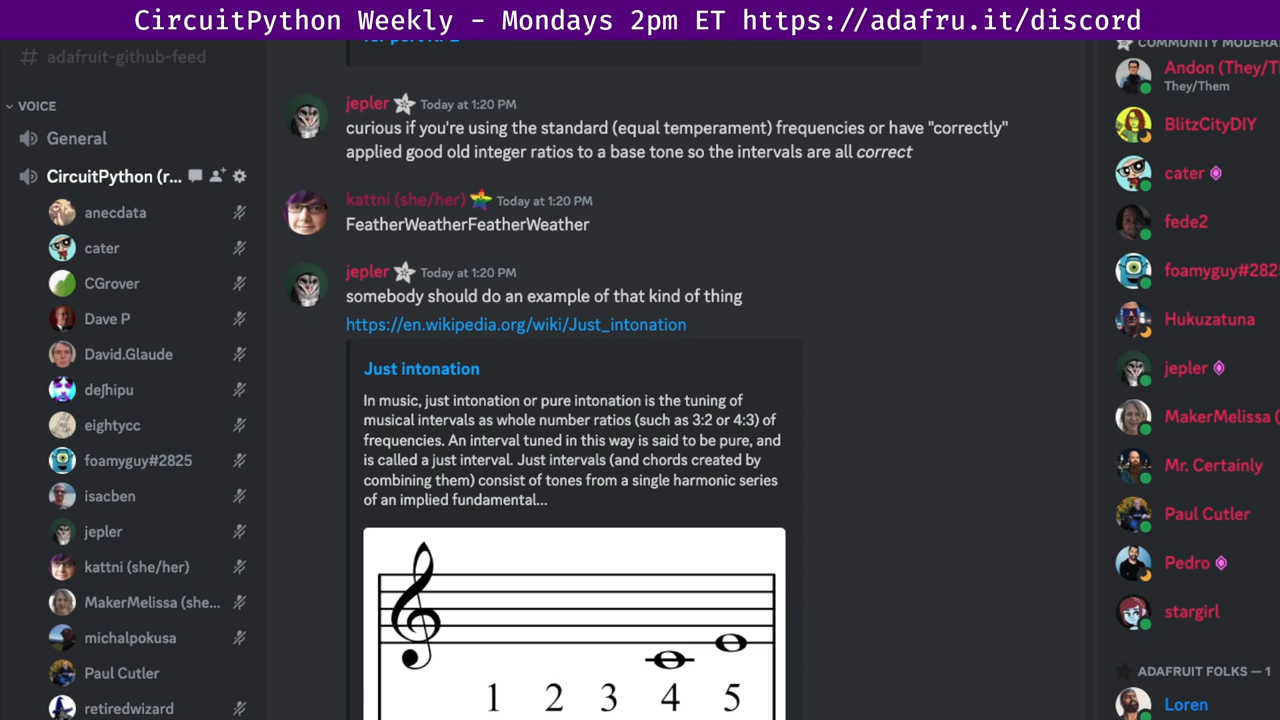 CircuitPython Weekly - Mondays 2pm ET https://adafru.it/discord
# adafruit-github-feed
VOICE
General
CircuitPython (r...
anecdata
cater
CGrover
Dave P
David.Glaude
deʃhipu
eightycc
foamyguy#2825
isacben
jepler
kattni (she/her)
MakerMelissa (she...
michalpokusa
Paul Cutler
retiredwizard
jepler Today at 1:20 PM
curious if you're using the standard (equal temperament) frequencies or have "correctly"
applied good old integer ratios to a base tone so the intervals are all correct
kattni (she/her) Today at 1:20 PM
FeatherWeatherFeatherWeather
jepler Today at 1:20 PM
somebody should do an example of that kind of thing
https://en.wikipedia.org/wiki/Just_intonation
Just intonation
In music, just intonation or pure intonation is the tuning of
musical intervals as whole number ratios (such as 3:2 or 4:3) of
frequencies. An interval tuned in this way is said to be pure, and
is called a just interval. Just intervals (and chords created by
combining them) consist of tones from a single harmonic series
of an implied fundamental...
1 2 3 4 5
COMMUNITY MODERA
Andon (They/T
They/Them
BlitzCityDIY
cater
fede2
foamyguy#282
Hukuzatuna
jepler
MakerMelissa (
Mr. Certainly
Paul Cutler
Pedro
stargirl
ADAFRUIT FOLKS — 1
Loren